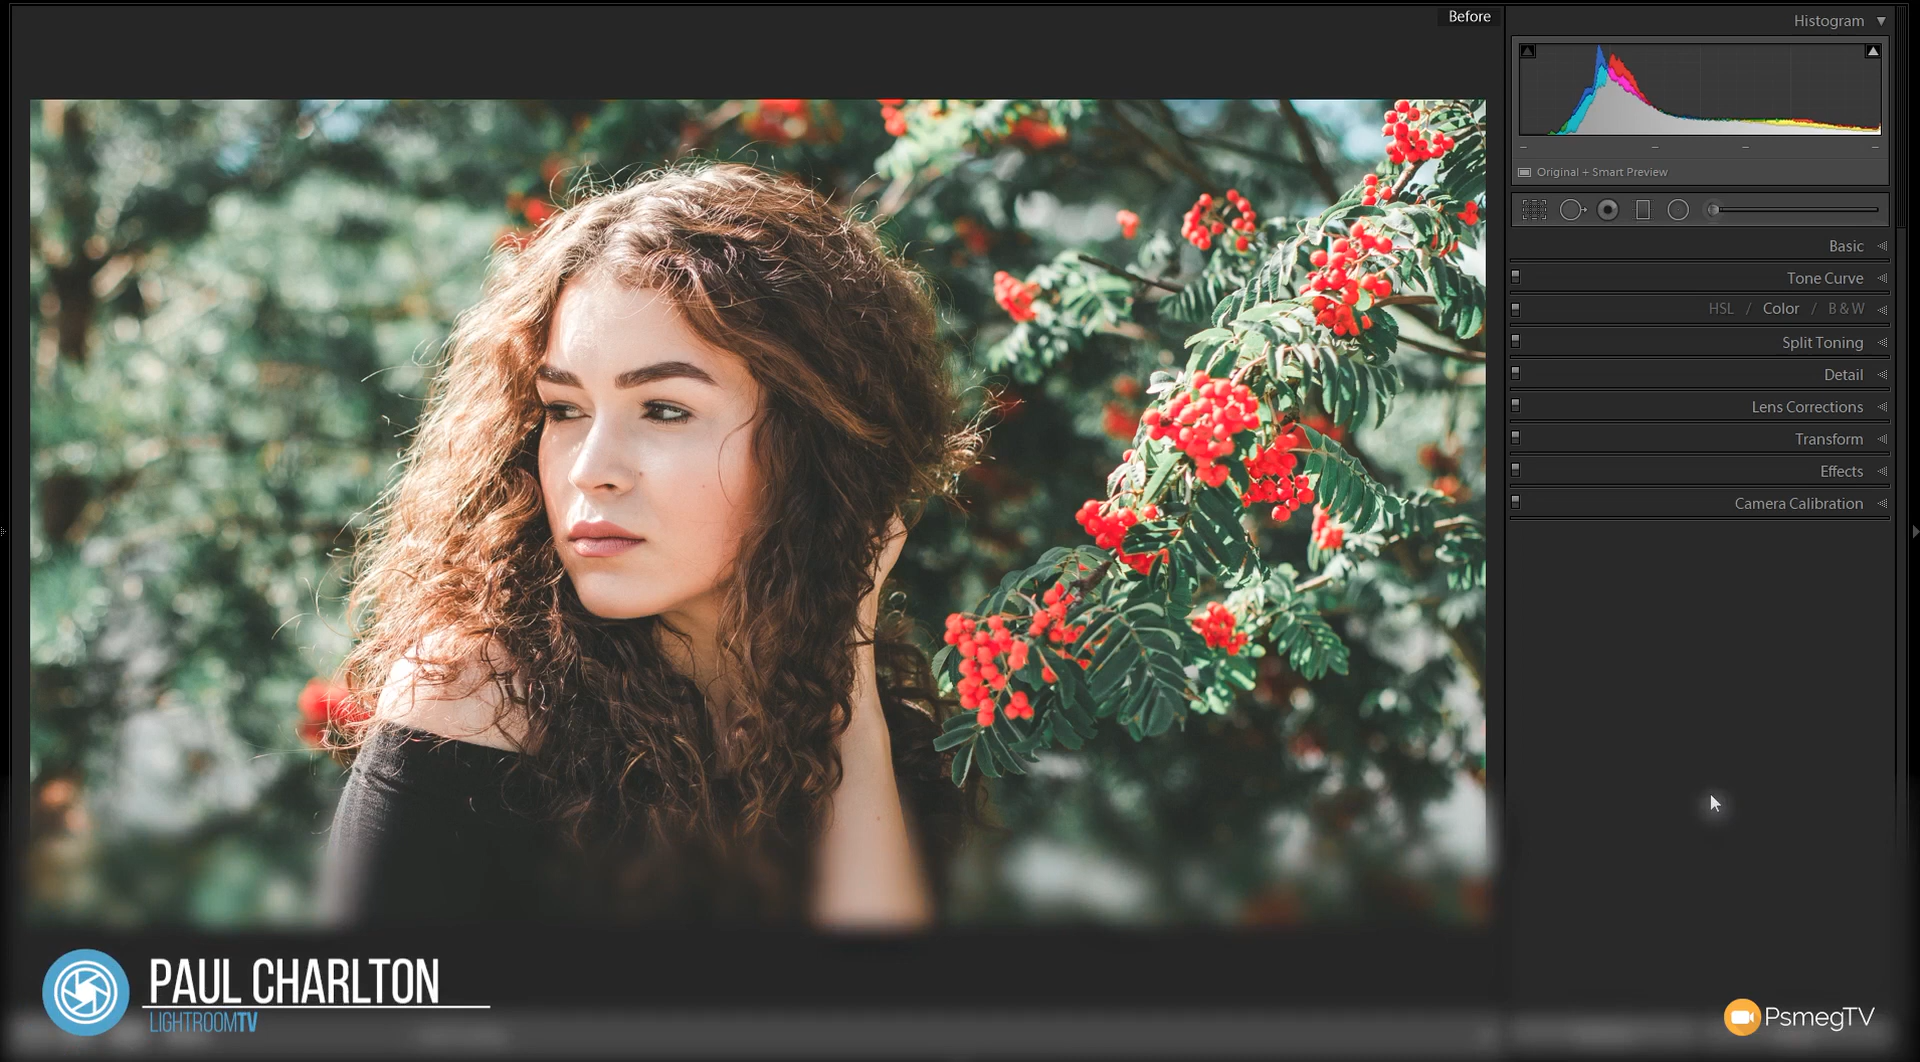 Before
Histogram
Original + Smart Preview
Basic
Tone Curve
HSL / Color / B & W
Split Toning
Detail
Lens Corrections
Transform
Effects
Camera Calibration
PAUL CHARLTON
LIGHTROOMTV
PsmegTV